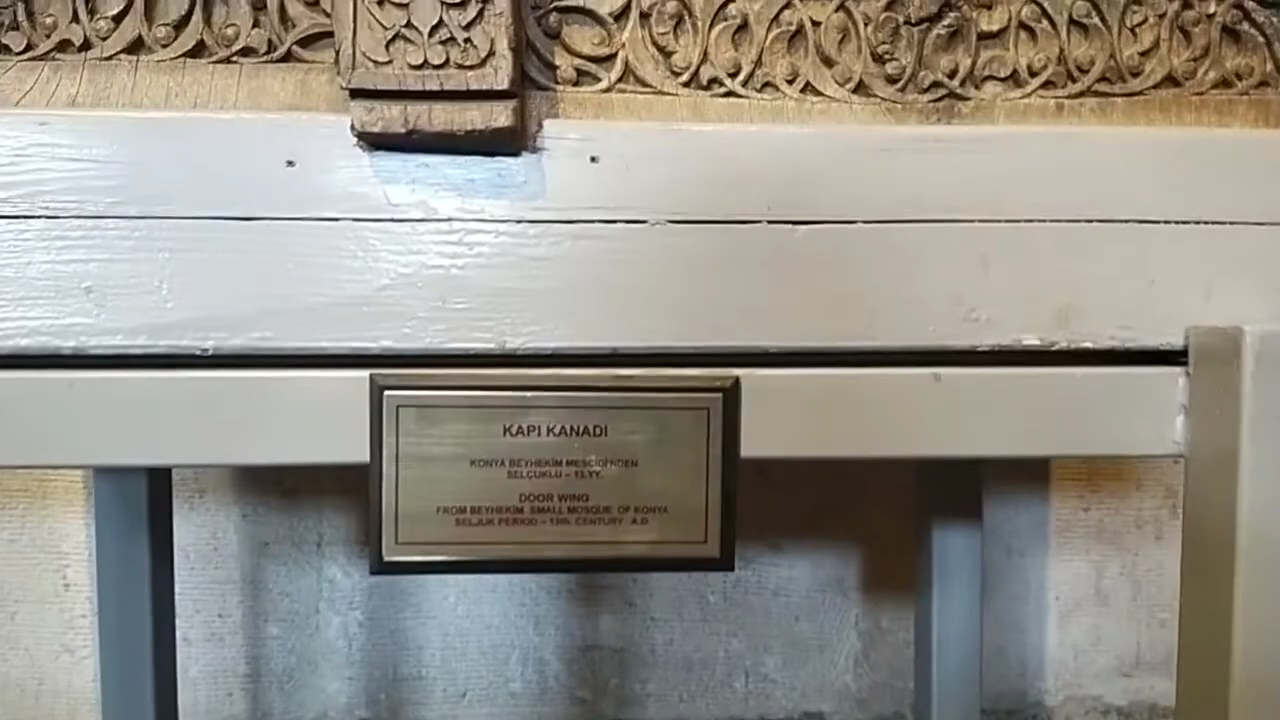 KAPI KANADI
KONYA BEYHEKİM MESCİDİ'NDEN
SELÇUKLU – 13.YY.
DOOR WING
FROM BEYHEKİM SMALL MOSQUE OF KONYA
SELJUK PERIOD – 13th. CENTURY A.D